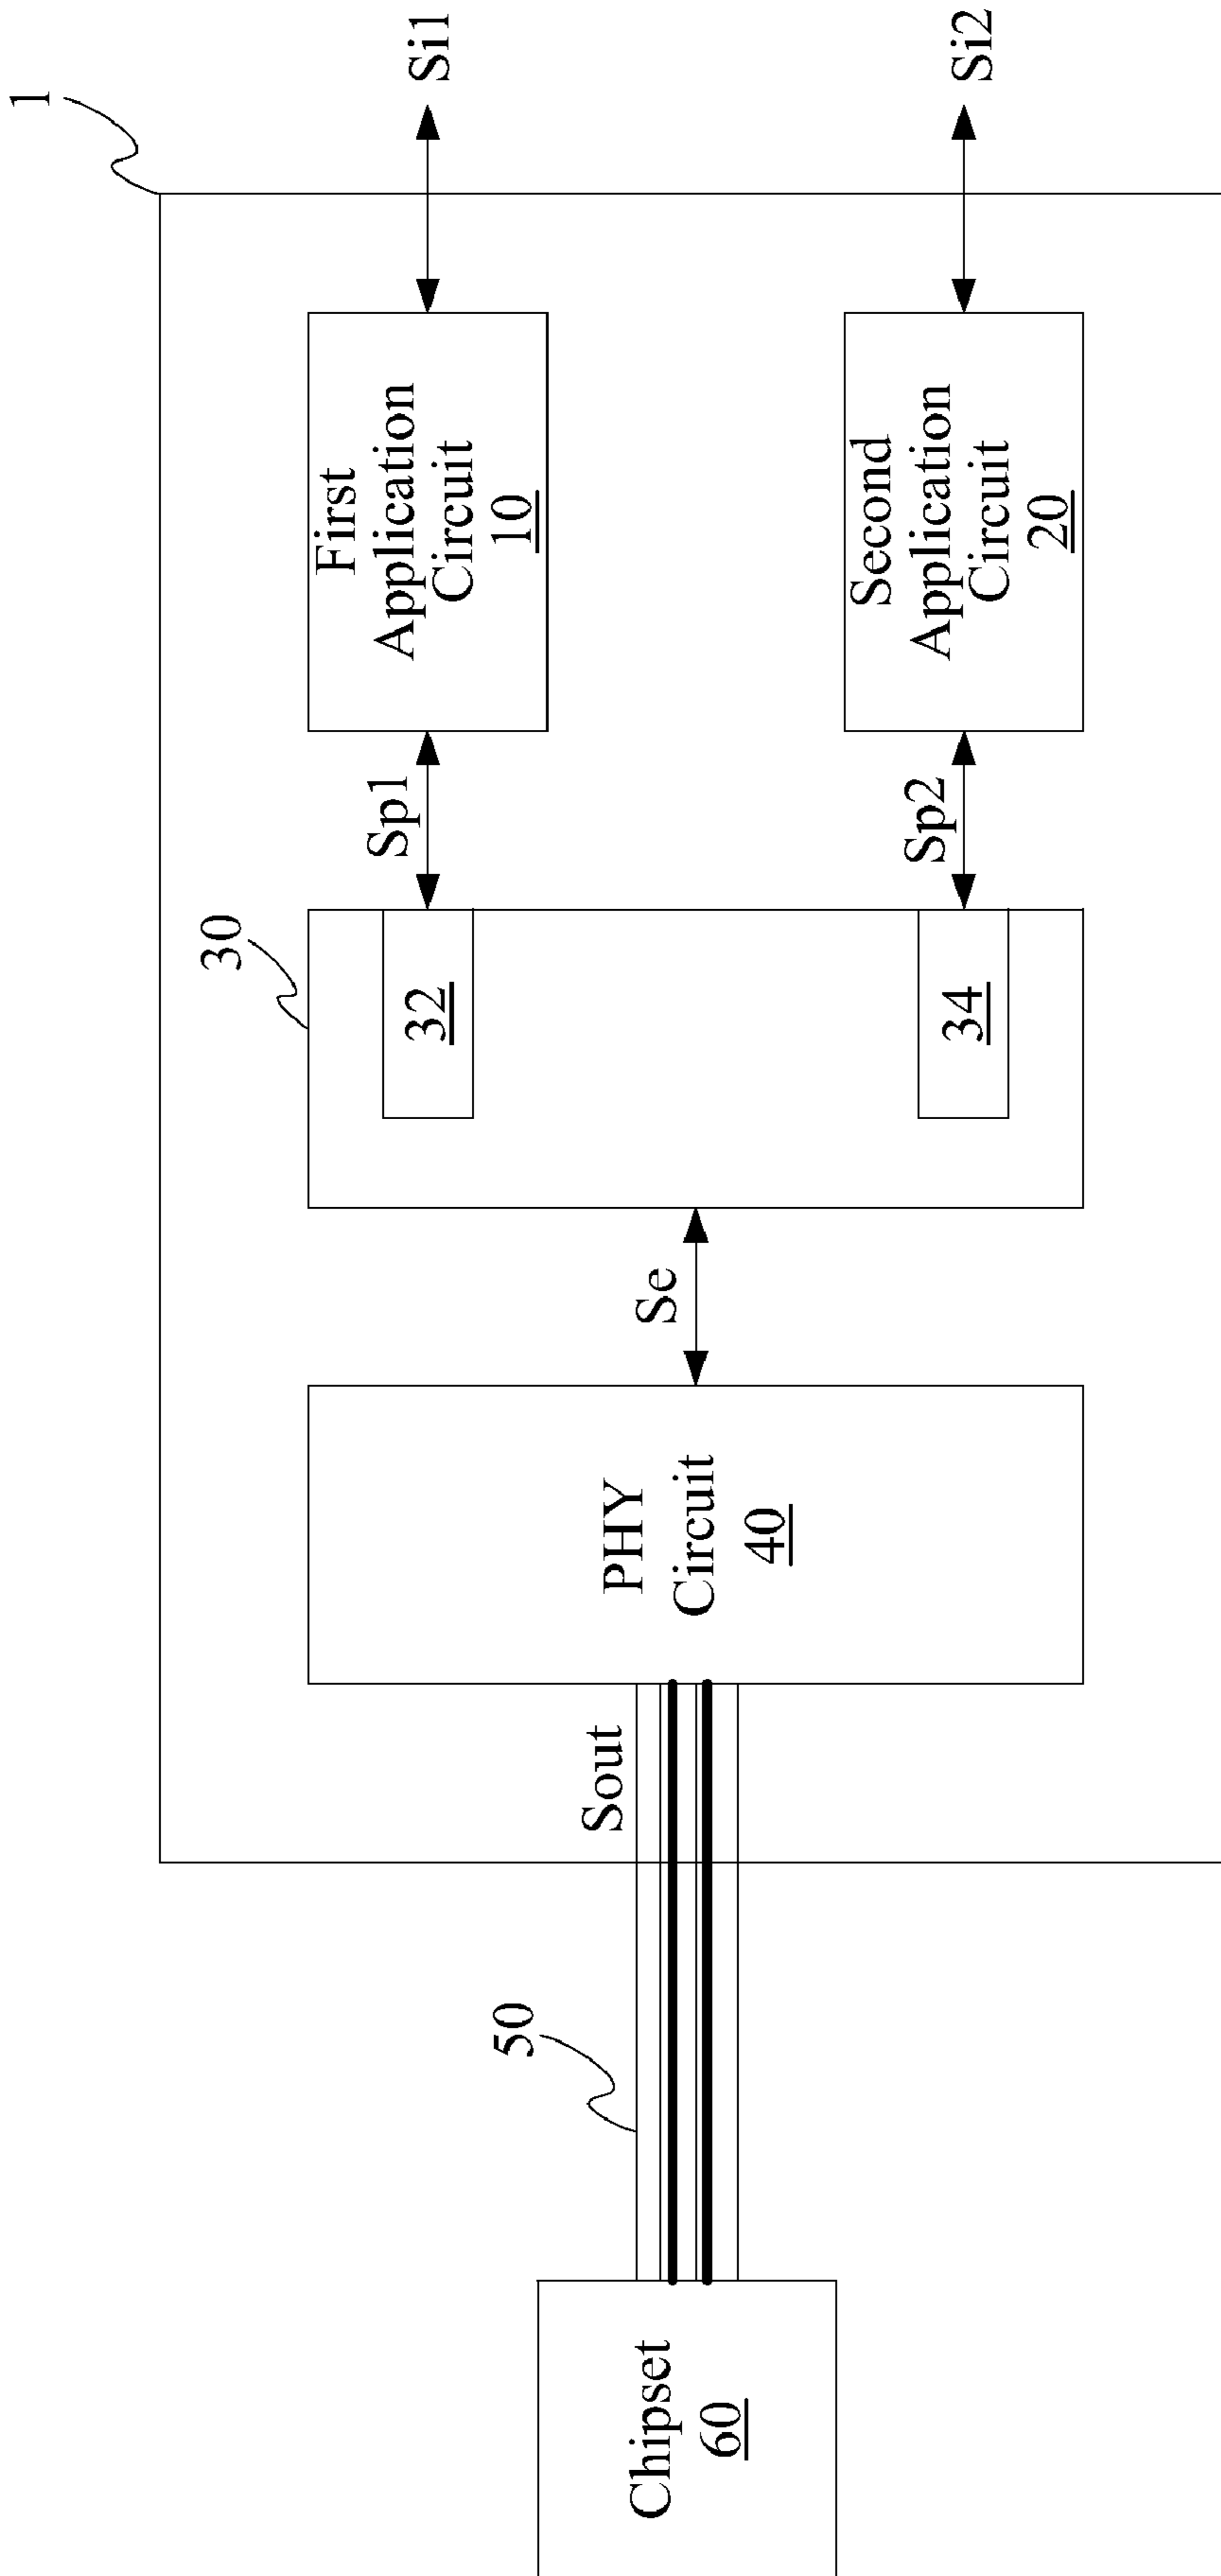 1
Si1
Si2
First
Application
Circuit
10
Second
Application
Circuit
20
Sp1
Sp2
30
32
34
Se
PHY
Circuit
40
Sout
50
Chipset
60